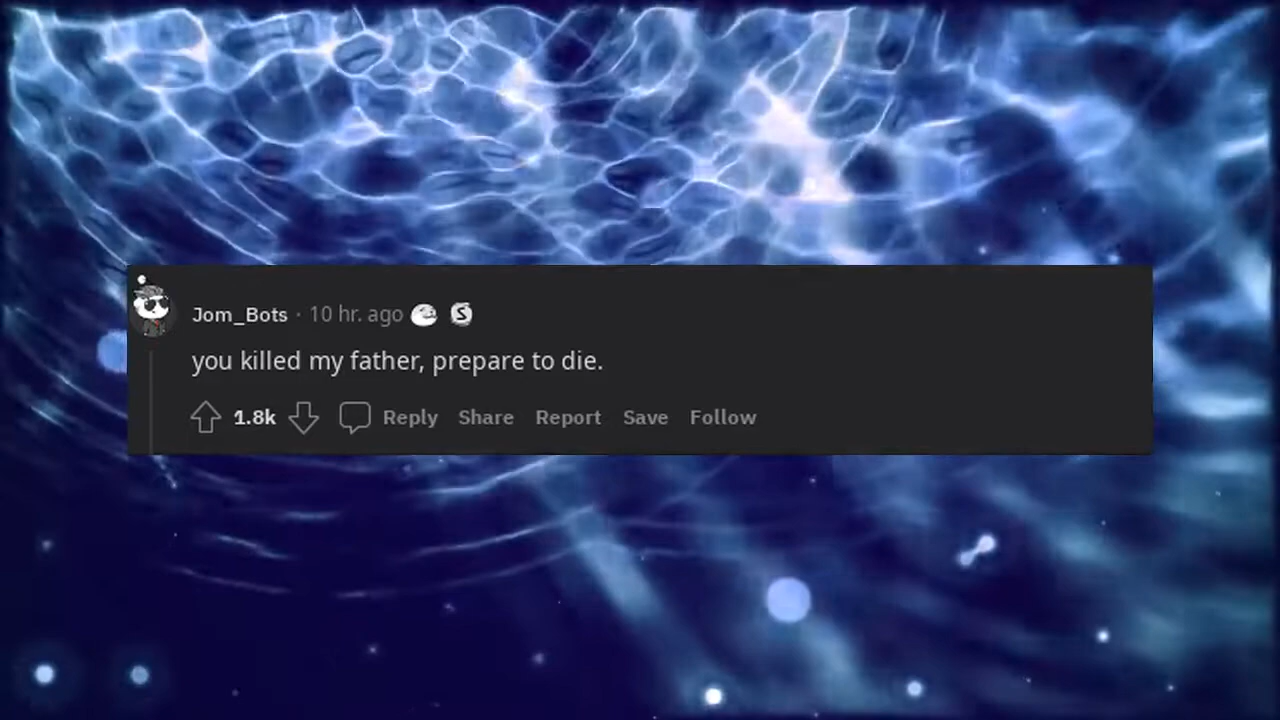 Jom_Bots · 10 hr. ago
you killed my father, prepare to die.
1.8k Reply Share Report Save Follow